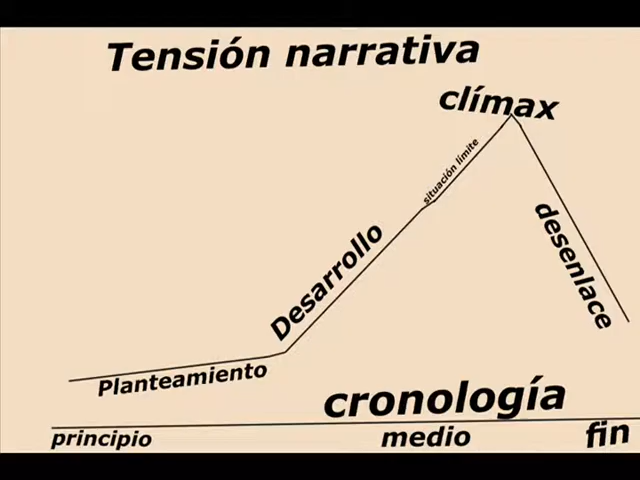 Tensión narrativa
clímax
situación límite
Desarrollo
desenlace
Planteamiento
cronología
principio
medio
fin